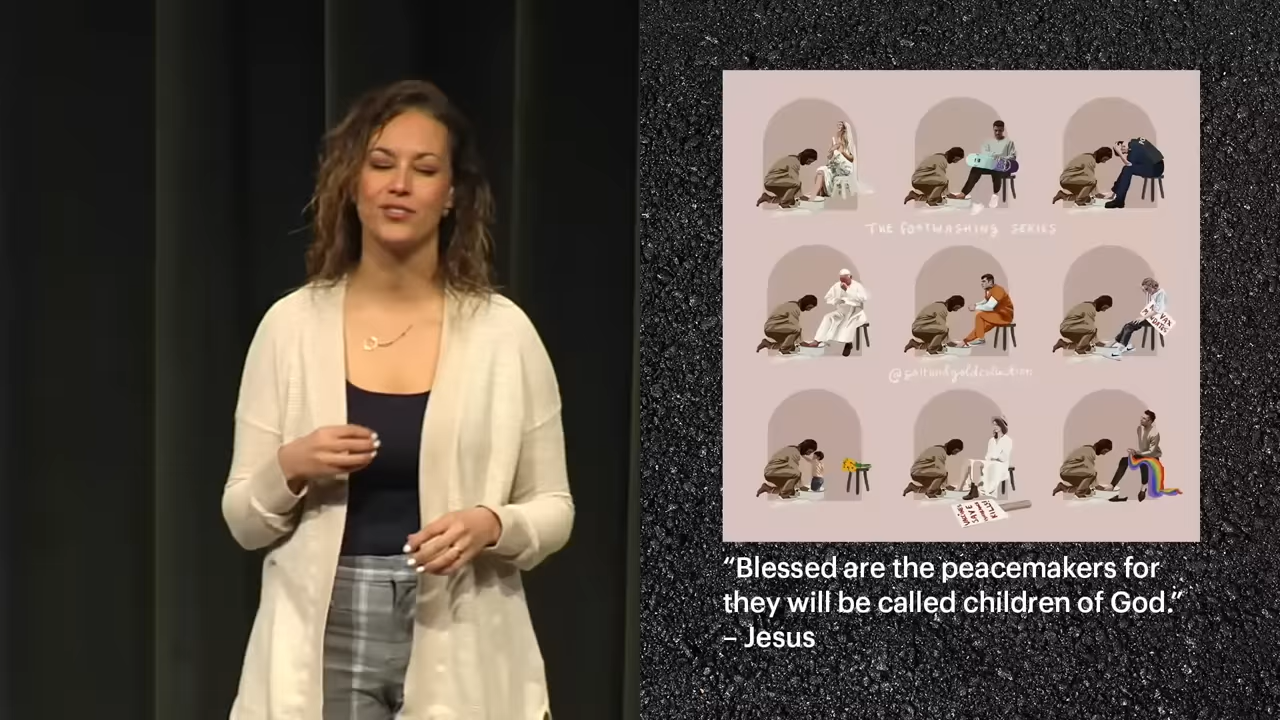 THE FOOTWASHING SERIES
@saltandgoldcollection
“Blessed are the peacemakers for
they will be called children of God.”
– Jesus